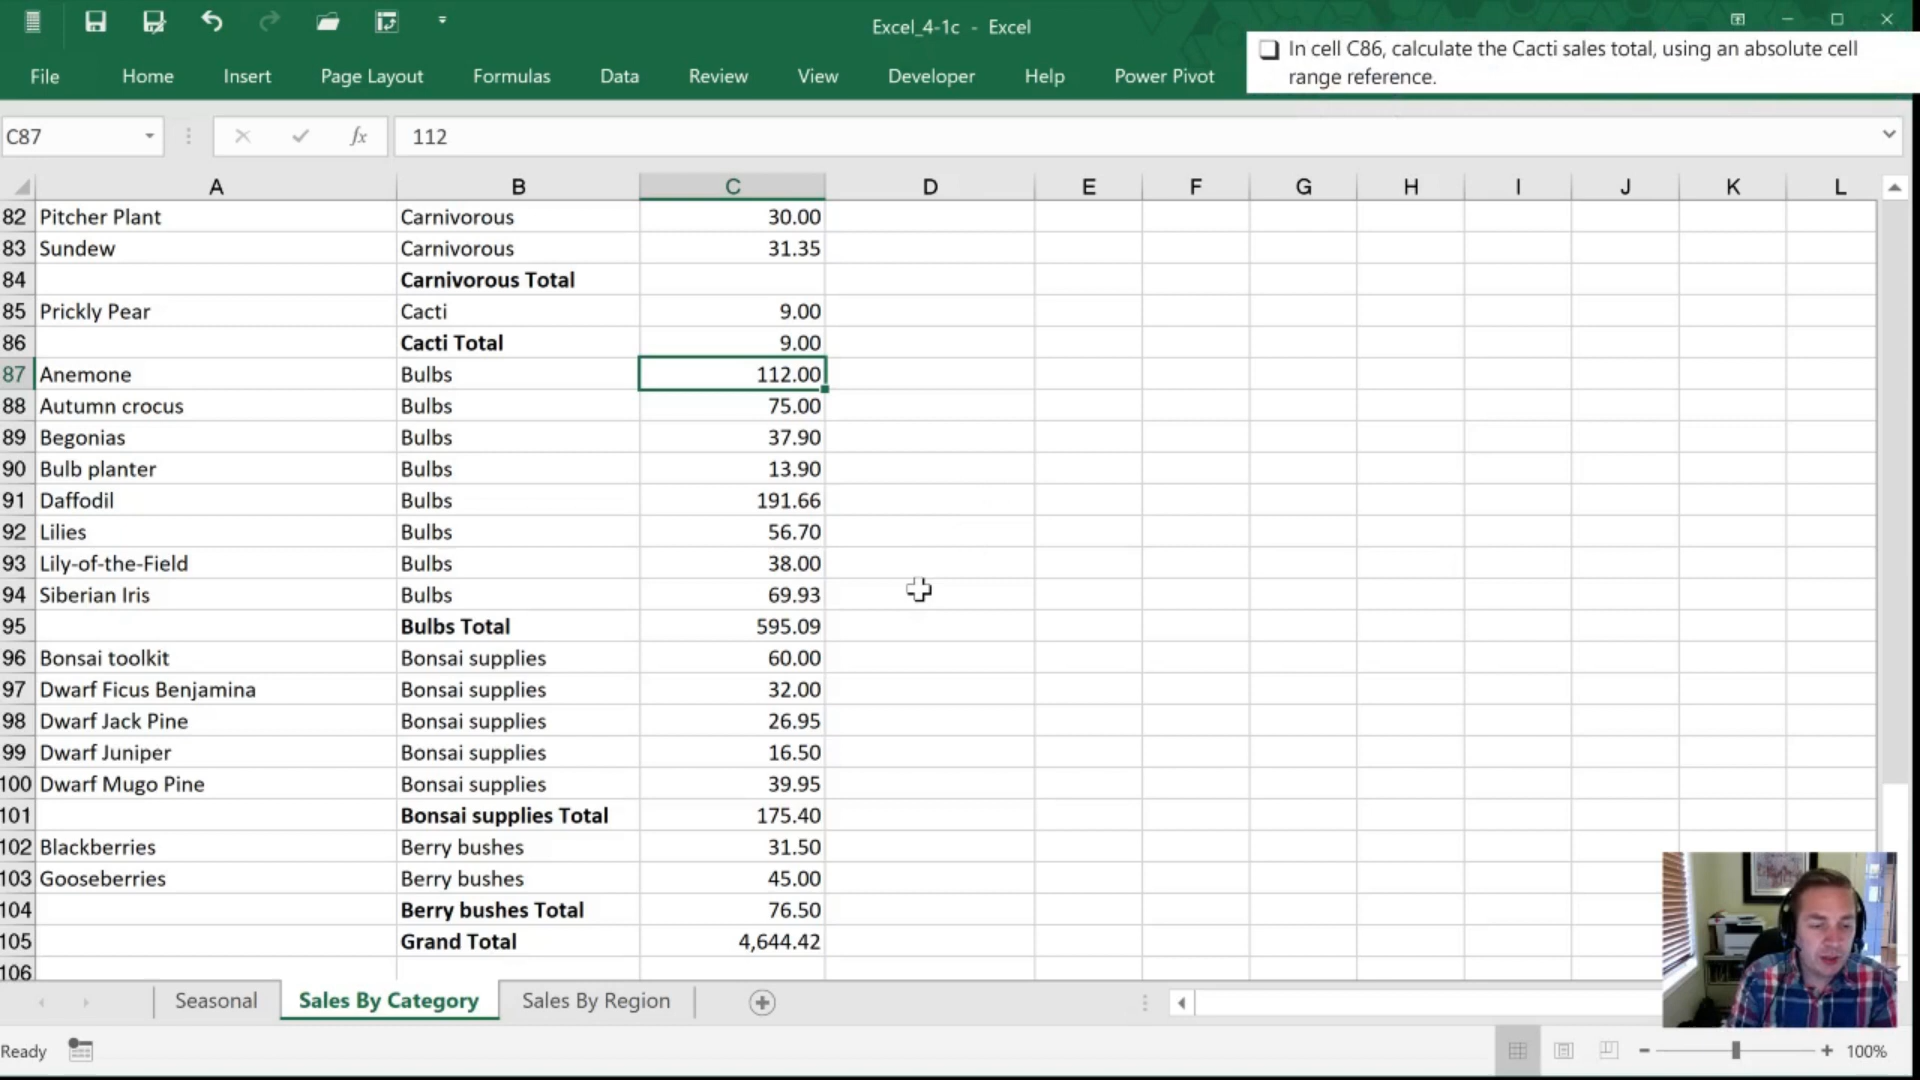 Excel_4-1c - Excel
In cell C86, calculate the Cacti sales total, using an absolute cell
range reference.
File Home Insert Page Layout Formulas Data Review View Developer Help Power Pivot
C87 fx 112
A B C D E F G H I J K L
82 Pitcher Plant Carnivorous 30.00
83 Sundew Carnivorous 31.35
84 Carnivorous Total
85 Prickly Pear Cacti 9.00
86 Cacti Total 9.00
87 Anemone Bulbs 112.00
88 Autumn crocus Bulbs 75.00
89 Begonias Bulbs 37.90
90 Bulb planter Bulbs 13.90
91 Daffodil Bulbs 191.66
92 Lilies Bulbs 56.70
93 Lily-of-the-Field Bulbs 38.00
94 Siberian Iris Bulbs 69.93
95 Bulbs Total 595.09
96 Bonsai toolkit Bonsai supplies 60.00
97 Dwarf Ficus Benjamina Bonsai supplies 32.00
98 Dwarf Jack Pine Bonsai supplies 26.95
99 Dwarf Juniper Bonsai supplies 16.50
100 Dwarf Mugo Pine Bonsai supplies 39.95
101 Bonsai supplies Total 175.40
102 Blackberries Berry bushes 31.50
103 Gooseberries Berry bushes 45.00
104 Berry bushes Total 76.50
105 Grand Total 4,644.42
106
Seasonal Sales By Category Sales By Region
Ready 100%